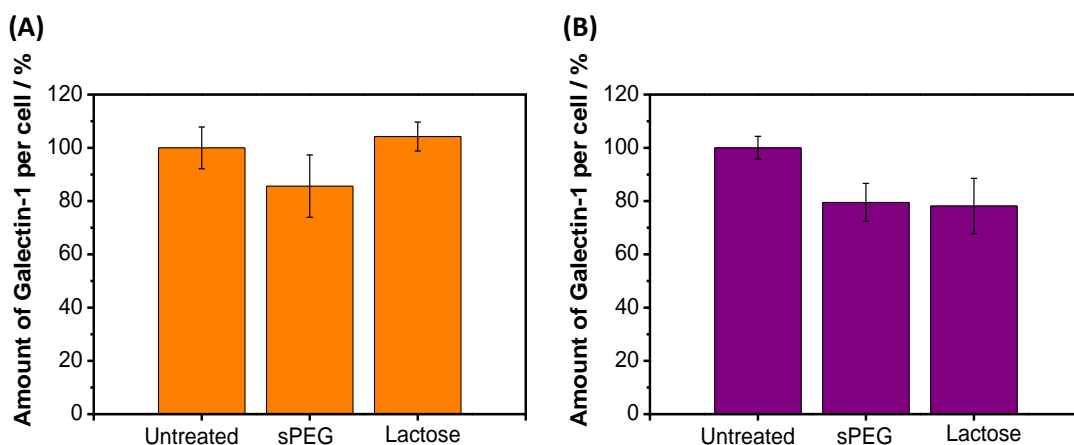 (A)
Amount of Galectin-1 per cell / %
120
100
80
60
40
20
0
Untreated sPEG Lactose
(B)
Amount of Galectin-1 per cell / %
120
100
80
60
40
20
0
Untreated sPEG Lactose